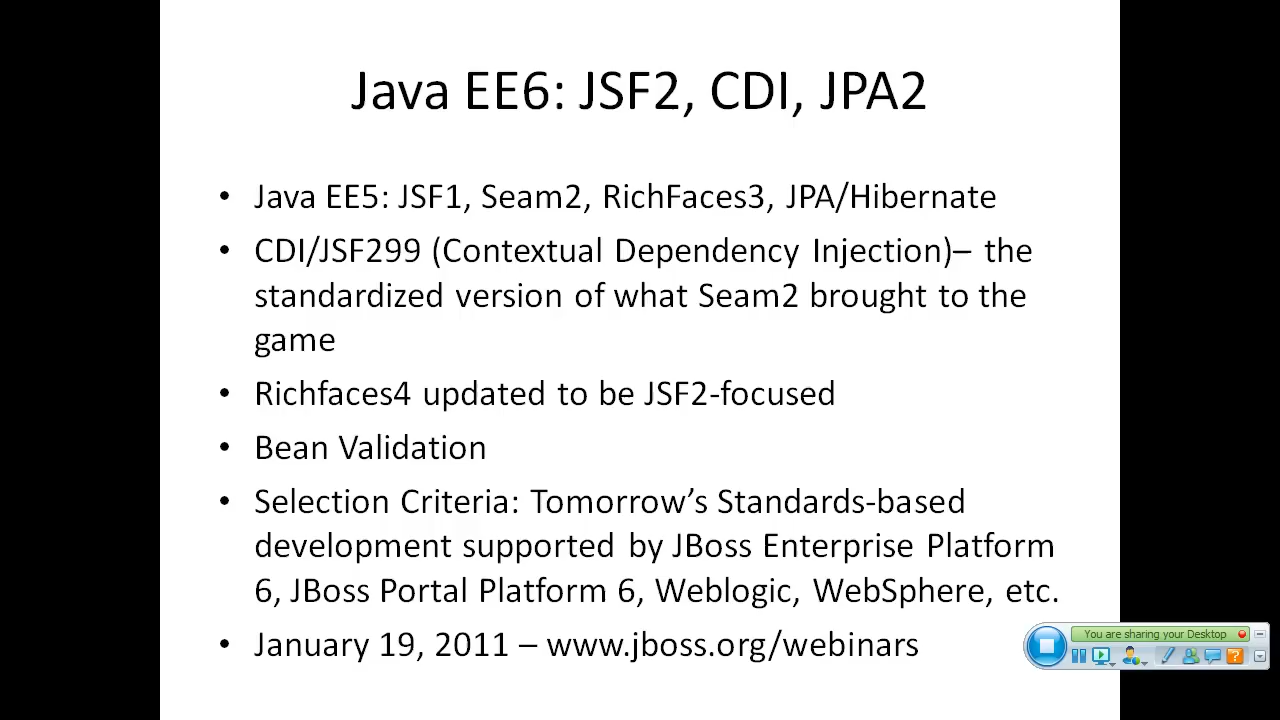 Java EE6: JSF2, CDI, JPA2
• Java EE5: JSF1, Seam2, RichFaces3, JPA/Hibernate
• CDI/JSF299 (Contextual Dependency Injection)– the
standardized version of what Seam2 brought to the
game
• Richfaces4 updated to be JSF2-focused
• Bean Validation
• Selection Criteria: Tomorrow’s Standards-based
development supported by JBoss Enterprise Platform
6, JBoss Portal Platform 6, Weblogic, WebSphere, etc.
• January 19, 2011 – www.jboss.org/webinars
You are sharing your Desktop